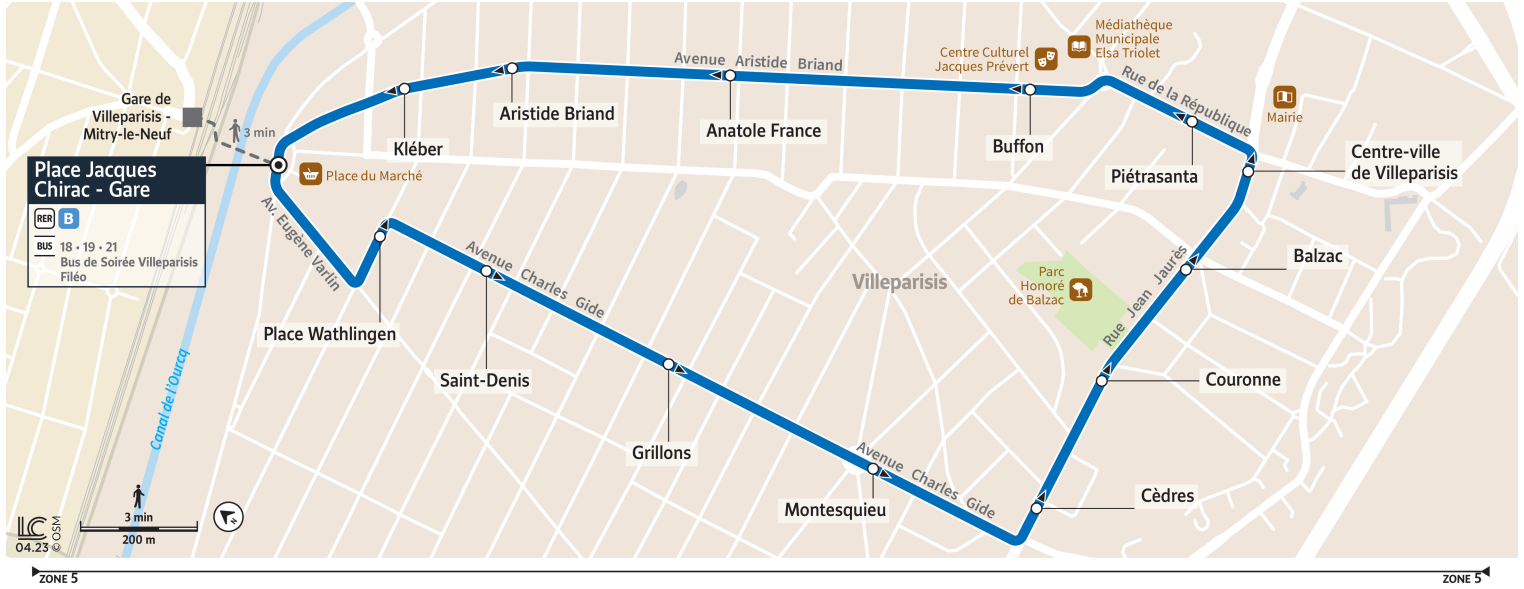 Médiathèque
Municipale
Elsa Triolet
Centre Culturel
Jacques Prévert
Avenue Aristide Briand
Rue de la République
Mairie
Gare de
Villeparisis -
Mitry-le-Neuf
3 min
Aristide Briand
Anatole France
Kléber
Buffon
Piétrasanta
Centre-ville
de Villeparisis
Place Jacques
Chirac - Gare
RER B
BUS 18 • 19 • 21
Bus de Soirée Villeparisis
Filéo
Place du Marché
Av. Eugène Varlin
Avenue Charles Gide
Villeparisis
Parc
Honoré
de Balzac
Rue Jean Jaurès
Balzac
Place Wathlingen
Saint-Denis
Couronne
Canal de l'Ourcq
Grillons
Avenue Charles Gide
Montesquieu
Cèdres
3 min
200 m
N
LC
04.23
© OSM
ZONE 5
ZONE 5